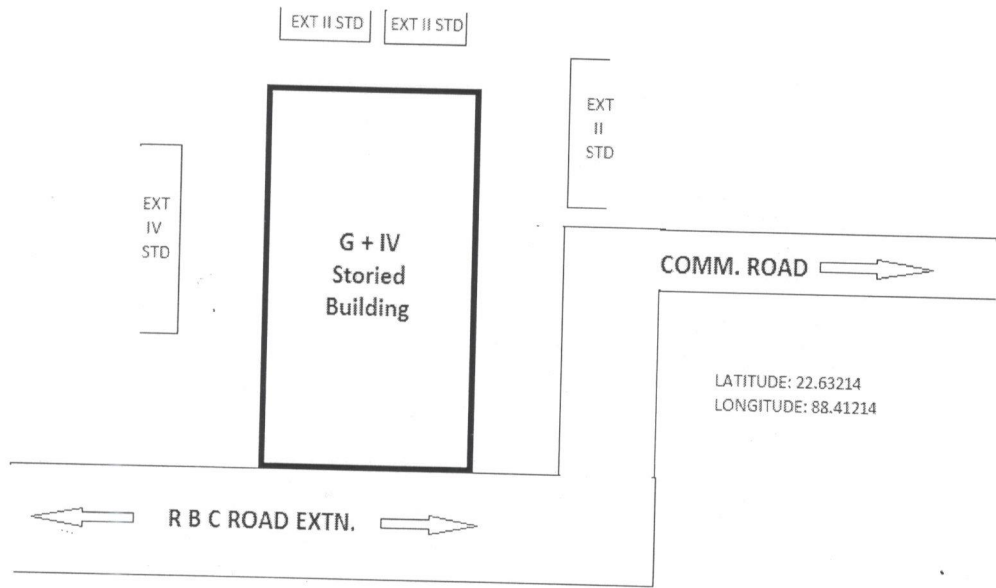 EXT II STD
EXT II STD
EXT
II
STD
EXT
IV
STD
G + IV
Storied
Building
COMM. ROAD
LATITUDE: 22.63214
LONGITUDE: 88.41214
R B C ROAD EXTN.